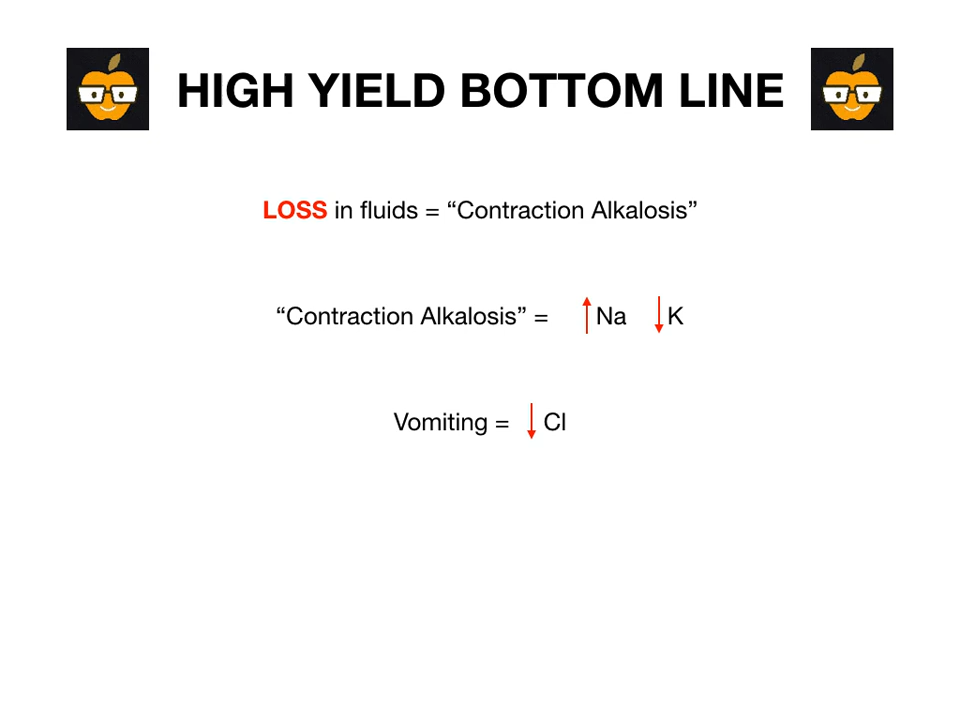 HIGH YIELD BOTTOM LINE
LOSS in fluids = “Contraction Alkalosis”
“Contraction Alkalosis” = ↑ Na ↓ K
Vomiting = ↓ Cl